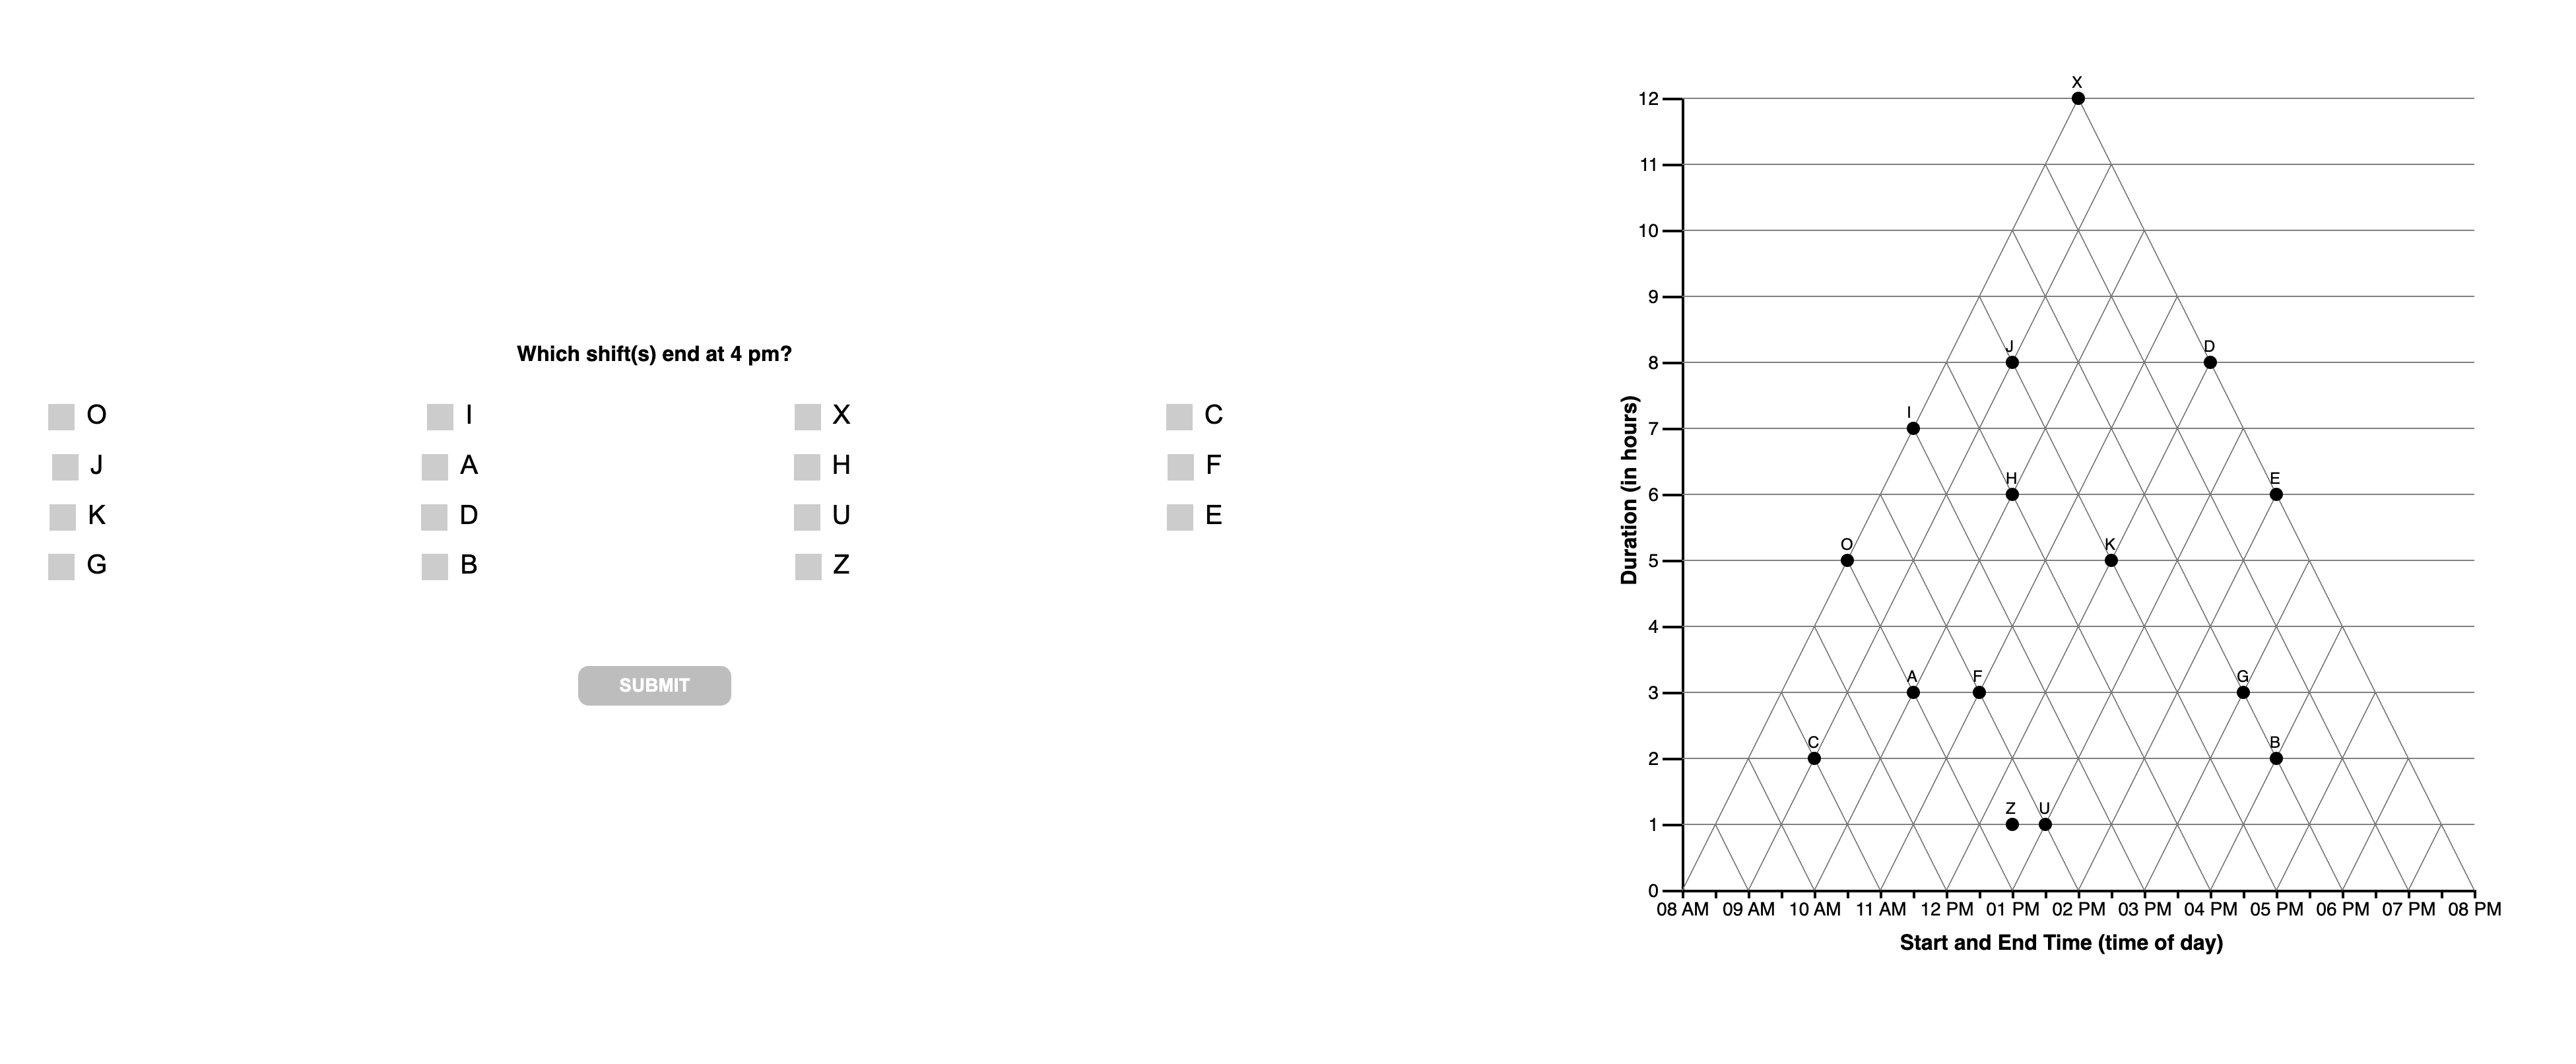 Which shift(s) end at 4 pm?
O
I
X
C
J
A
H
F
K
D
U
E
G
B
Z
SUBMIT
X
12
11
10
9
J
D
8
I
7
H
E
6
O
K
5
4
A
F
G
3
C
B
2
Z
U
1
0
Duration (in hours)
08 AM 09 AM 10 AM 11 AM 12 PM 01 PM 02 PM 03 PM 04 PM 05 PM 06 PM 07 PM 08 PM
Start and End Time (time of day)